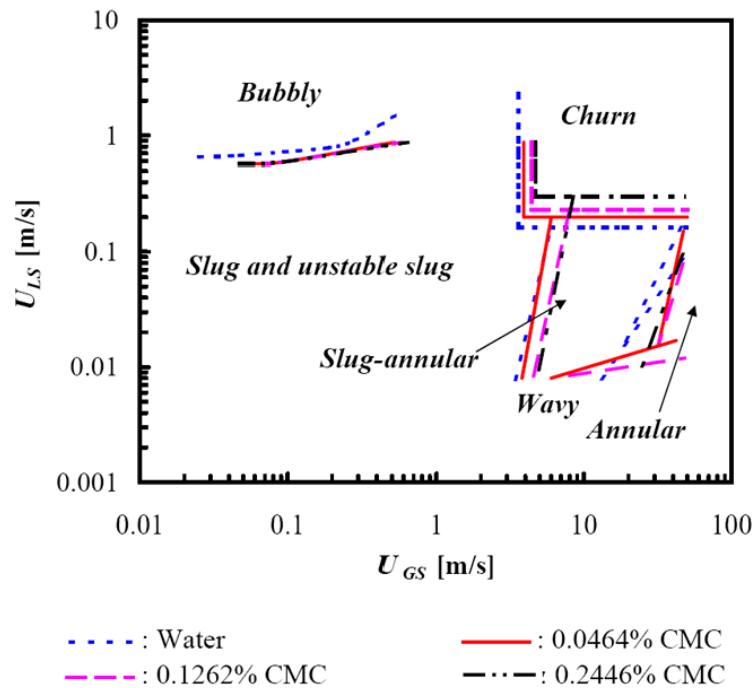 10
Bubbly
Churn
1
U_LS [m/s]
0.1
Slug and unstable slug
Slug-annular
0.01
Wavy
Annular
0.001
0.01 0.1 1 10 100
U_GS [m/s]
: Water : 0.0464% CMC
: 0.1262% CMC : 0.2446% CMC